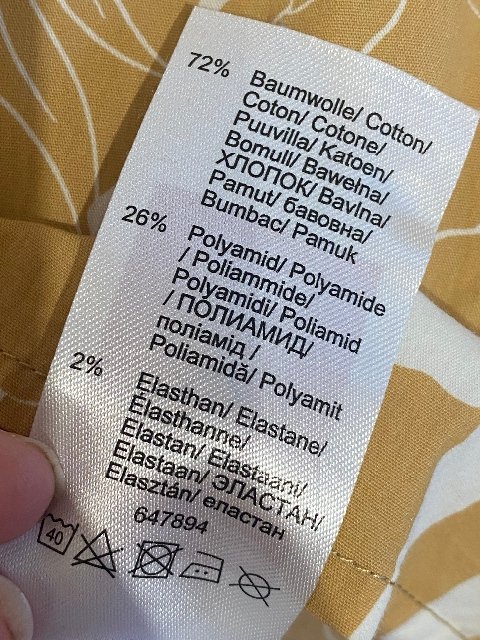 72% Baumwolle/ Cotton/
Coton/ Cotone/
Puuvilla/ Katoen/
Bomull/ Bawełna/
ХЛОПОК/ Bavlna/
Pamut/ бавовна/
Bumbac/ Pamuk
26% Polyamid/ Polyamide
/ Poliammide/
Polyamidi/ Poliamid
/ ПОЛИАМИД/
поліамід /
Poliamidă/ Polyamit
2% Elasthan/ Elastane/
Élasthanne/
Elastan/ Elastaani/
Elastaan/ ЭЛАСТАН/
Elasztán/ еластан
647894
40